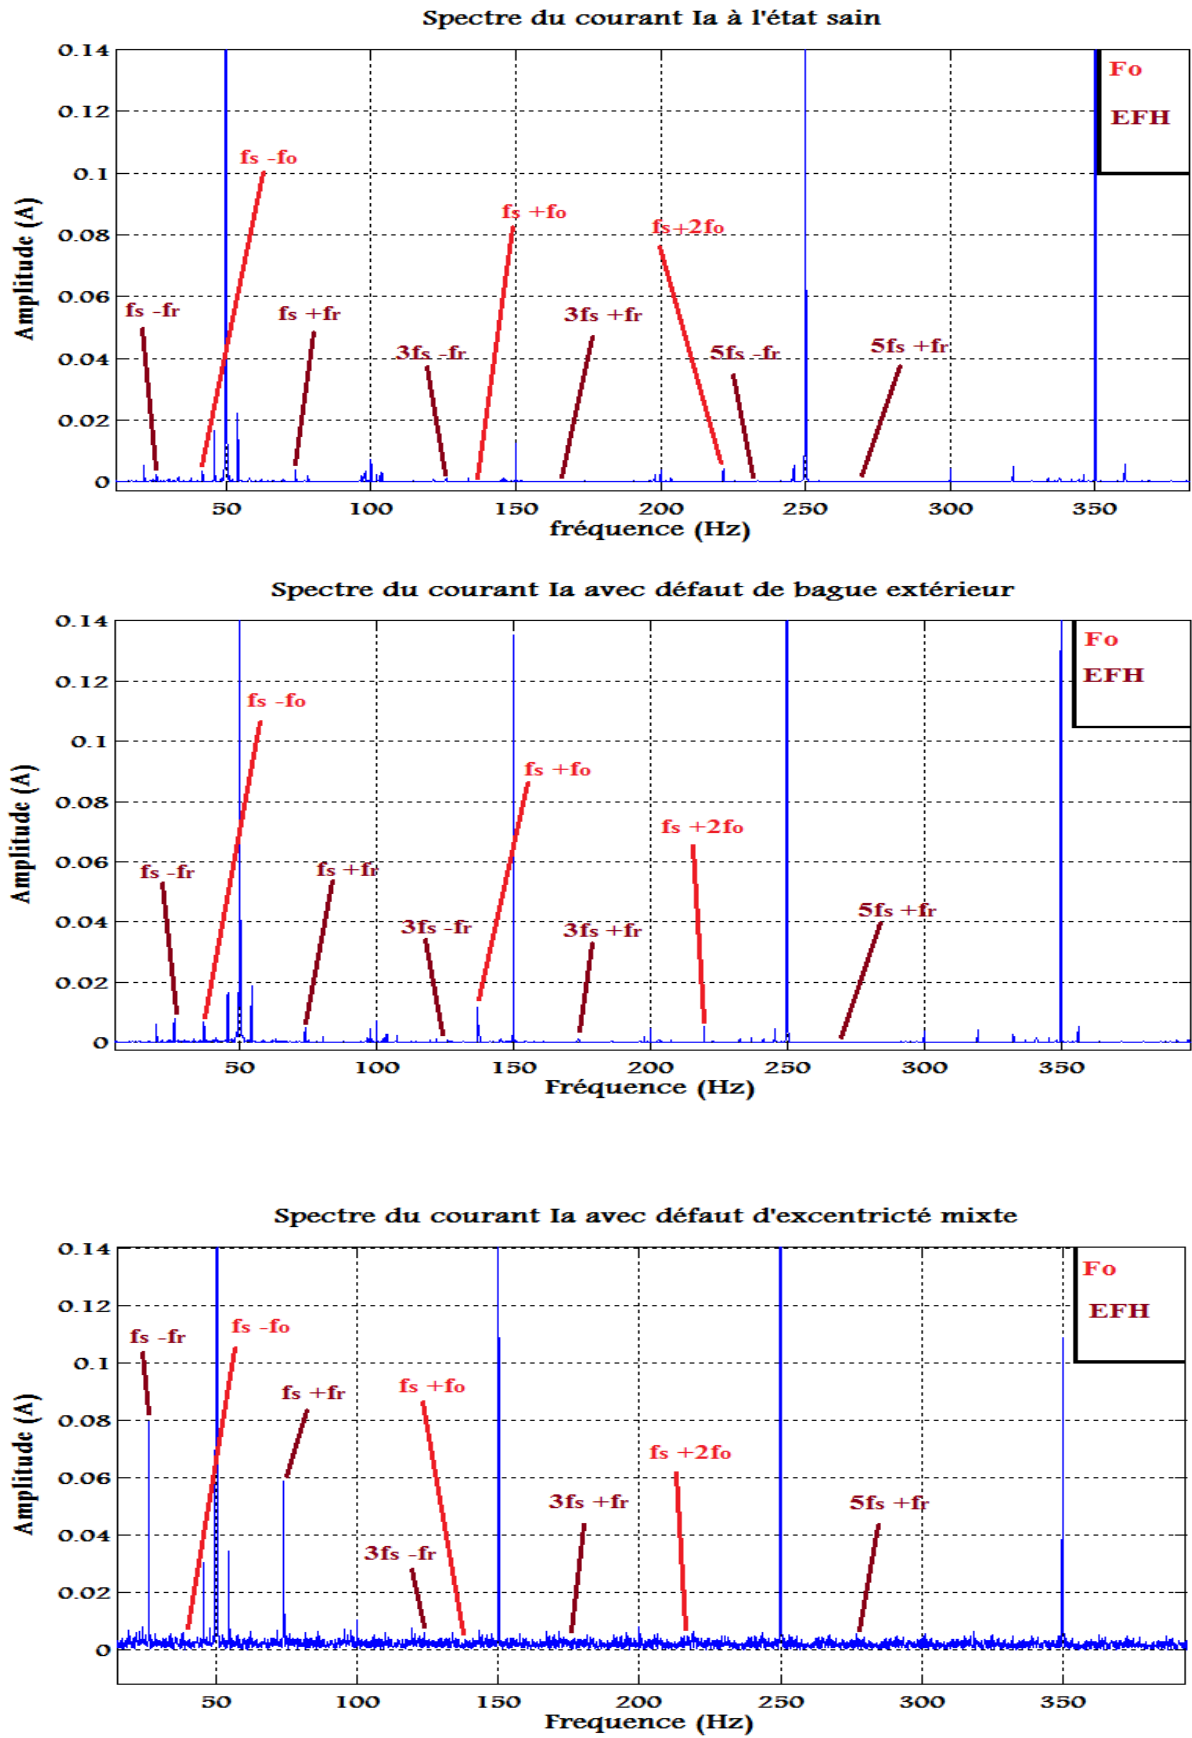 Spectre du courant Ia à l'état sain
0.14
0.12
0.1
0.08
0.06
0.04
0.02
0
Amplitude (A)
Fo
EFH
fs -fo
fs +fo
fs+2fo
fs -fr
fs +fr
3fs -fr
3fs +fr
5fs -fr
5fs +fr
50 100 150 200 250 300 350
fréquence (Hz)
Spectre du courant Ia avec défaut de bague extérieur
0.14
0.12
0.1
0.08
0.06
0.04
0.02
0
Amplitude (A)
Fo
EFH
fs -fo
fs +fo
fs +2fo
fs -fr
fs +fr
3fs -fr
3fs +fr
5fs +fr
50 100 150 200 250 300 350
Fréquence (Hz)
Spectre du courant Ia avec défaut d'excentricté mixte
0.14
0.12
0.1
0.08
0.06
0.04
0.02
0
Amplitude (A)
Fo
EFH
fs -fr
fs -fo
fs +fr
fs +fo
fs +2fo
3fs -fr
3fs +fr
5fs +fr
50 100 150 200 250 300 350
Frequence (Hz)